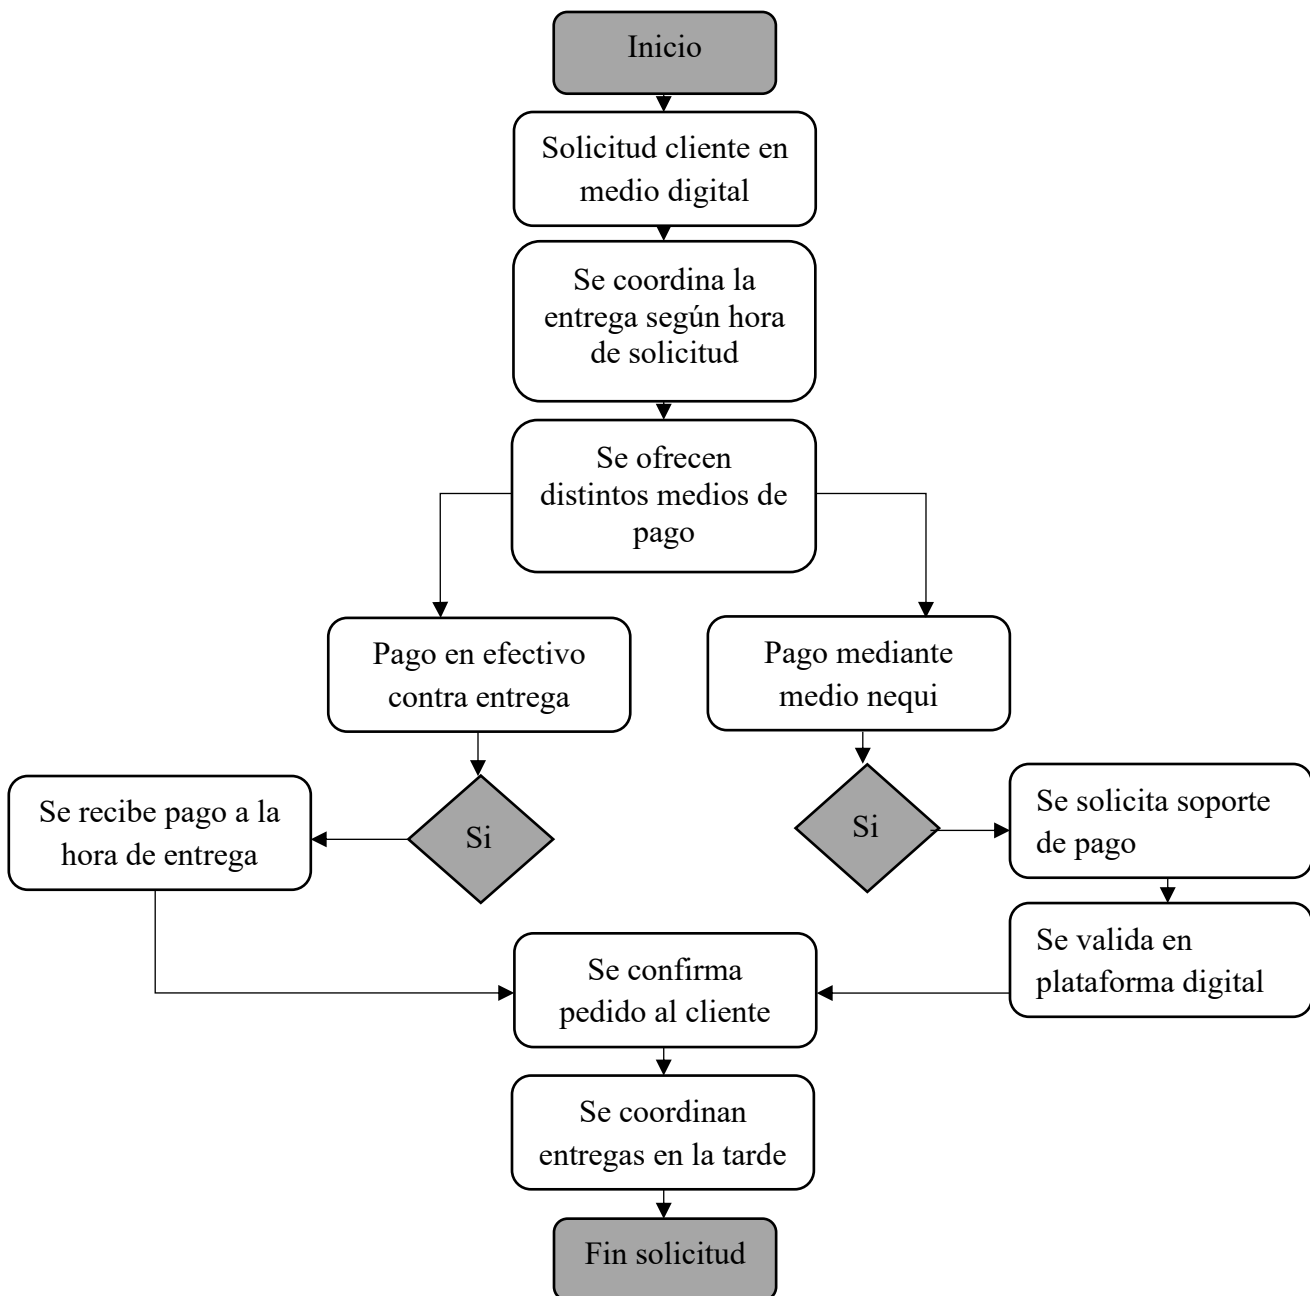 Inicio
Solicitud cliente en
medio digital
Se coordina la
entrega según hora
de solicitud
Se ofrecen
distintos medios de
pago
Pago en efectivo
contra entrega
Pago mediante
medio nequi
Se recibe pago a la
hora de entrega
Si
Si
Se solicita soporte
de pago
Se valida en
plataforma digital
Se confirma
pedido al cliente
Se coordinan
entregas en la tarde
Fin solicitud